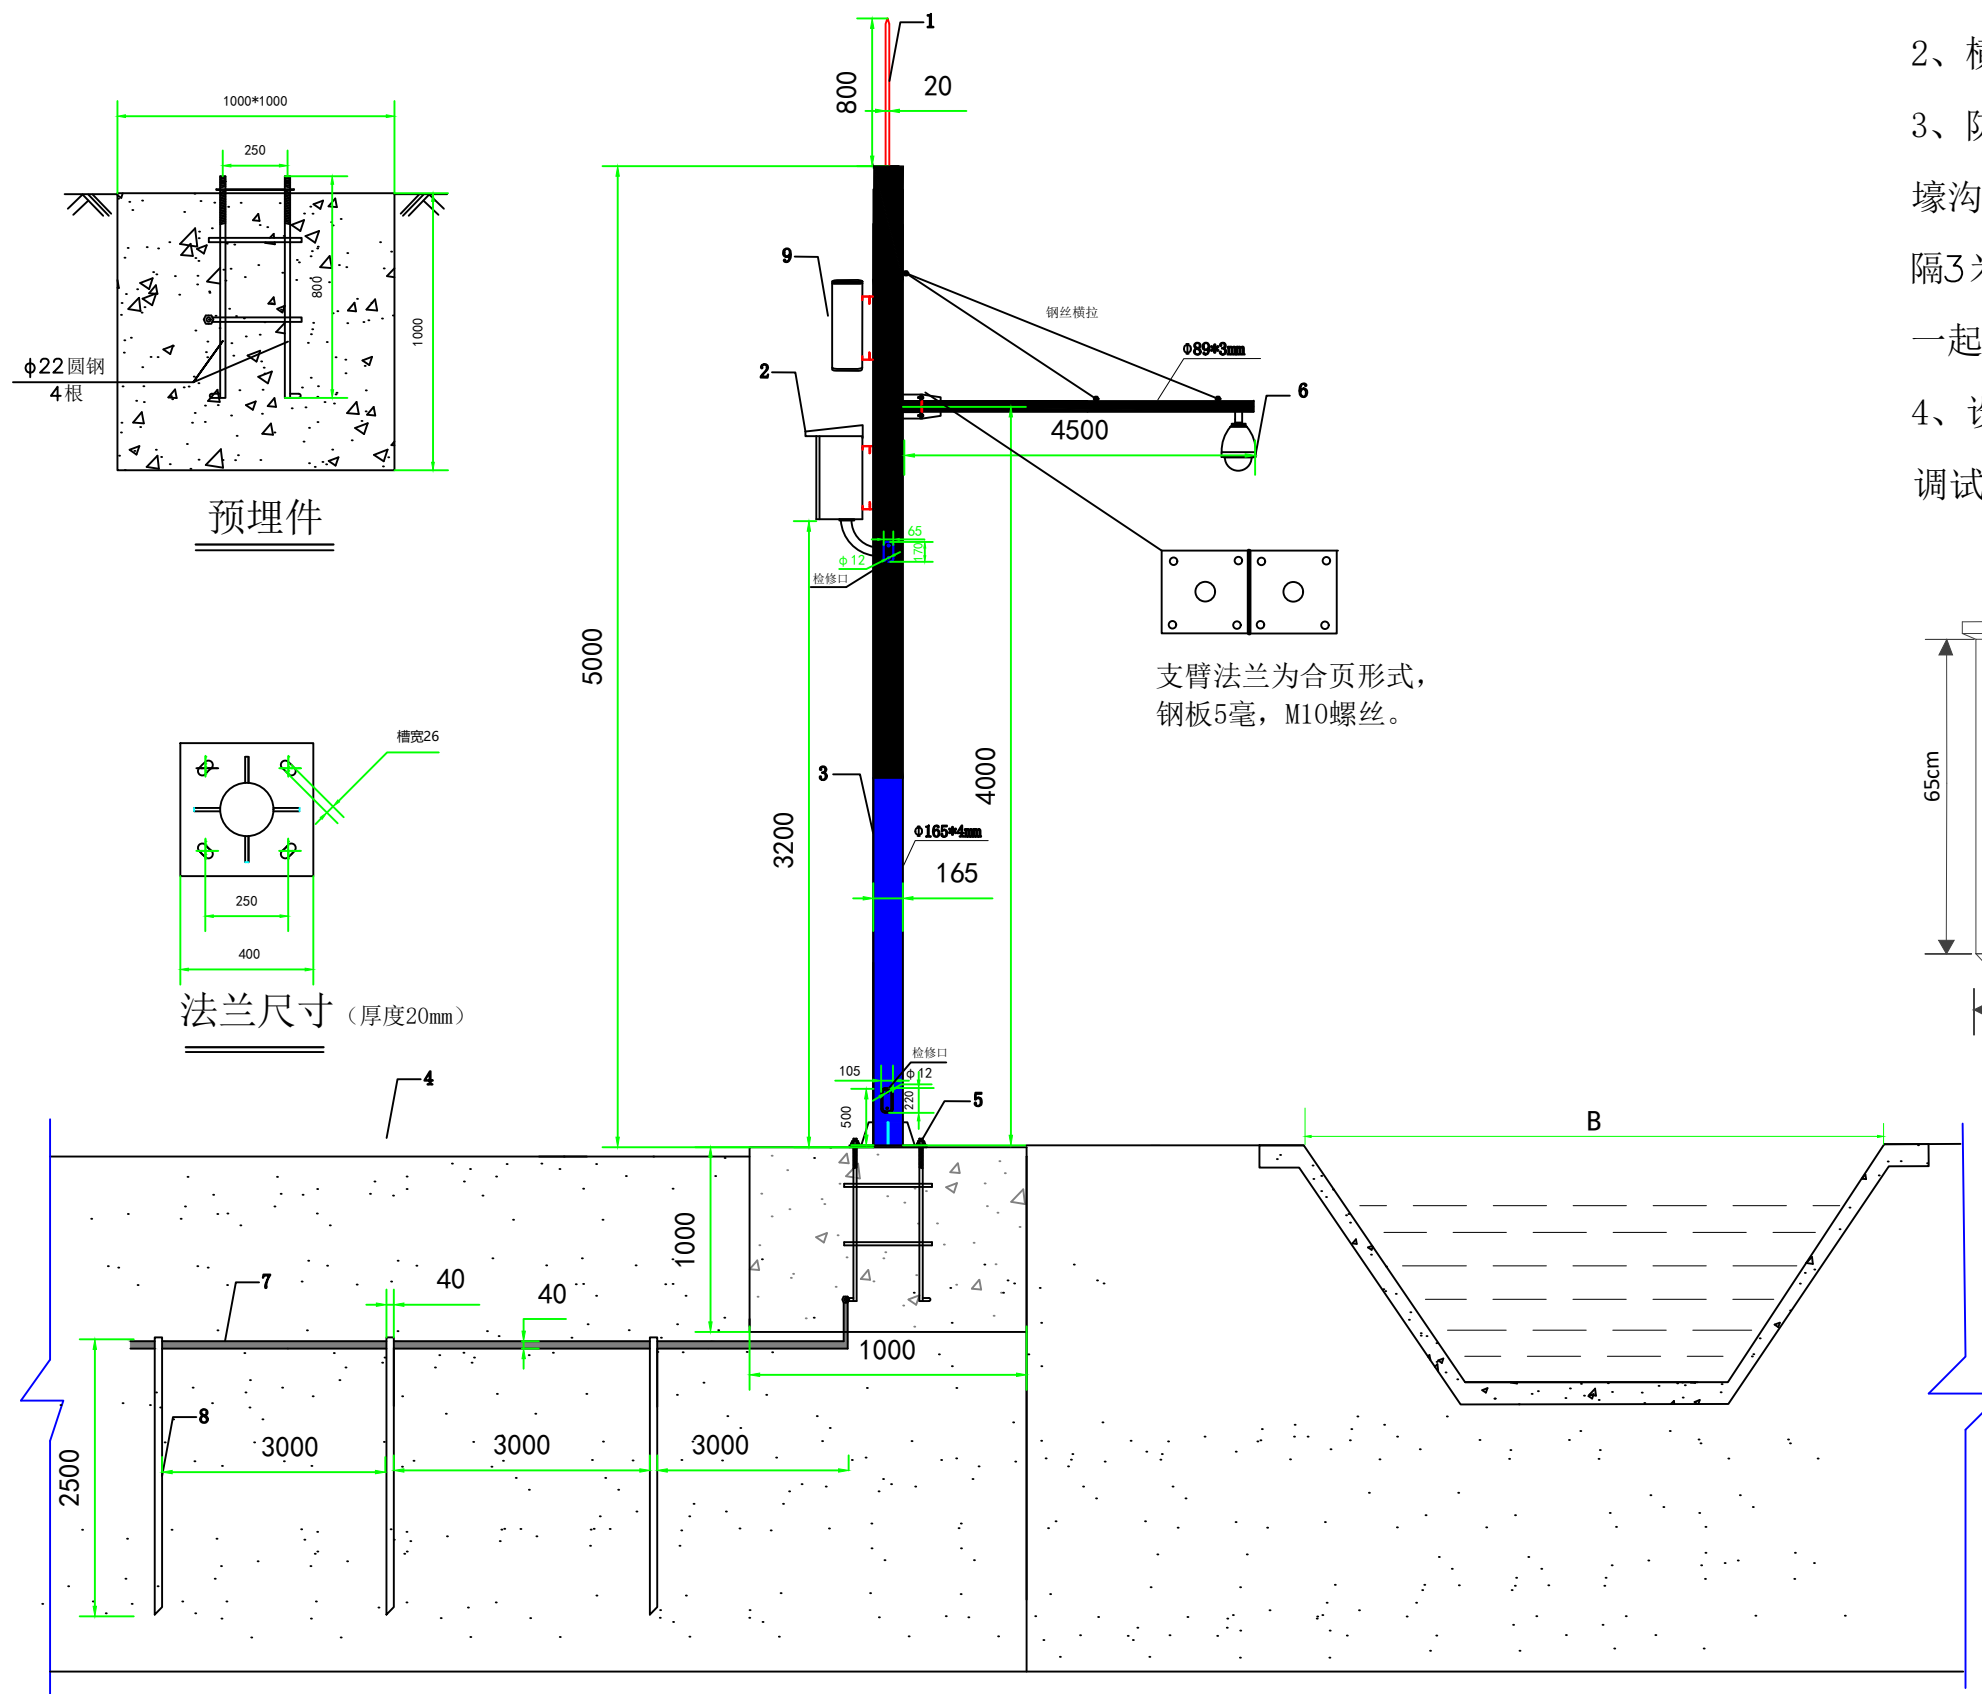 1000*1000
250
800
1000
ϕ22圆钢
4根
预埋件
槽宽26
250
400
法兰尺寸（厚度20mm）
1
800
20
9
钢丝横拉
2
Φ89*3mm
6
4500
65
170
ϕ12
检修口
5000
支臂法兰为合页形式，
钢板5毫，M10螺丝。
3
4000
3200
Φ165*4mm
165
检修口
105
ϕ12
220
500
5
4
B
1000
7
40
40
1000
8
3000
3000
3000
2500
2、
3、防
壕沟
隔3
一起
4、
调试
65cm